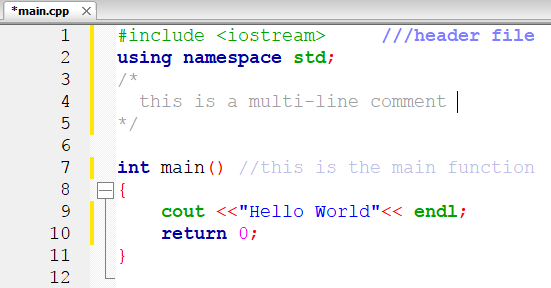 *main.cpp
1 #include <iostream> ///header file
2 using namespace std;
3 /*
4 this is a multi-line comment
5 */
6
7 int main() //this is the main function
8 {
9 cout <<"Hello World"<< endl;
10 return 0;
11 }
12